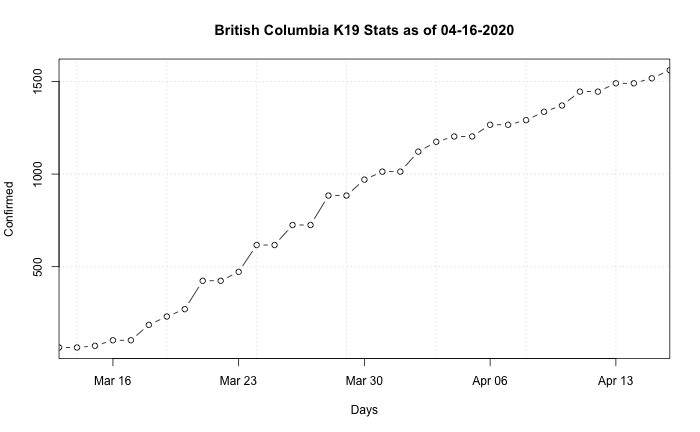 British Columbia K19 Stats as of 04-16-2020
1500
1000
500
Confirmed
Mar 16 Mar 23 Mar 30 Apr 06 Apr 13
Days